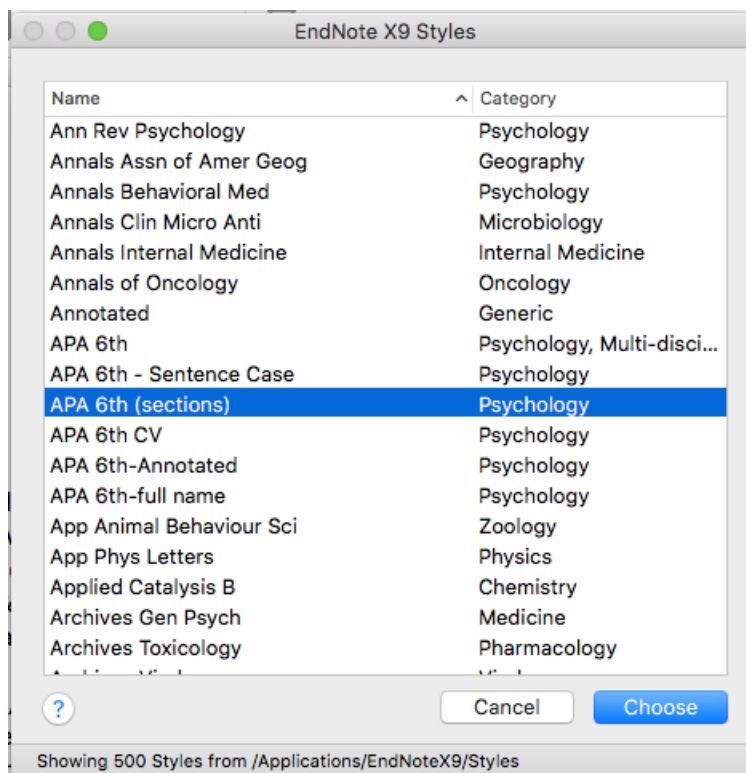 EndNote X9 Styles
Name Category
Ann Rev Psychology Psychology
Annals Assn of Amer Geog Geography
Annals Behavioral Med Psychology
Annals Clin Micro Anti Microbiology
Annals Internal Medicine Internal Medicine
Annals of Oncology Oncology
Annotated Generic
APA 6th Psychology, Multi-disci...
APA 6th - Sentence Case Psychology
APA 6th (sections) Psychology
APA 6th CV Psychology
APA 6th-Annotated Psychology
APA 6th-full name Psychology
App Animal Behaviour Sci Zoology
App Phys Letters Physics
Applied Catalysis B Chemistry
Archives Gen Psych Medicine
Archives Toxicology Pharmacology
? Cancel Choose
Showing 500 Styles from /Applications/EndNoteX9/Styles